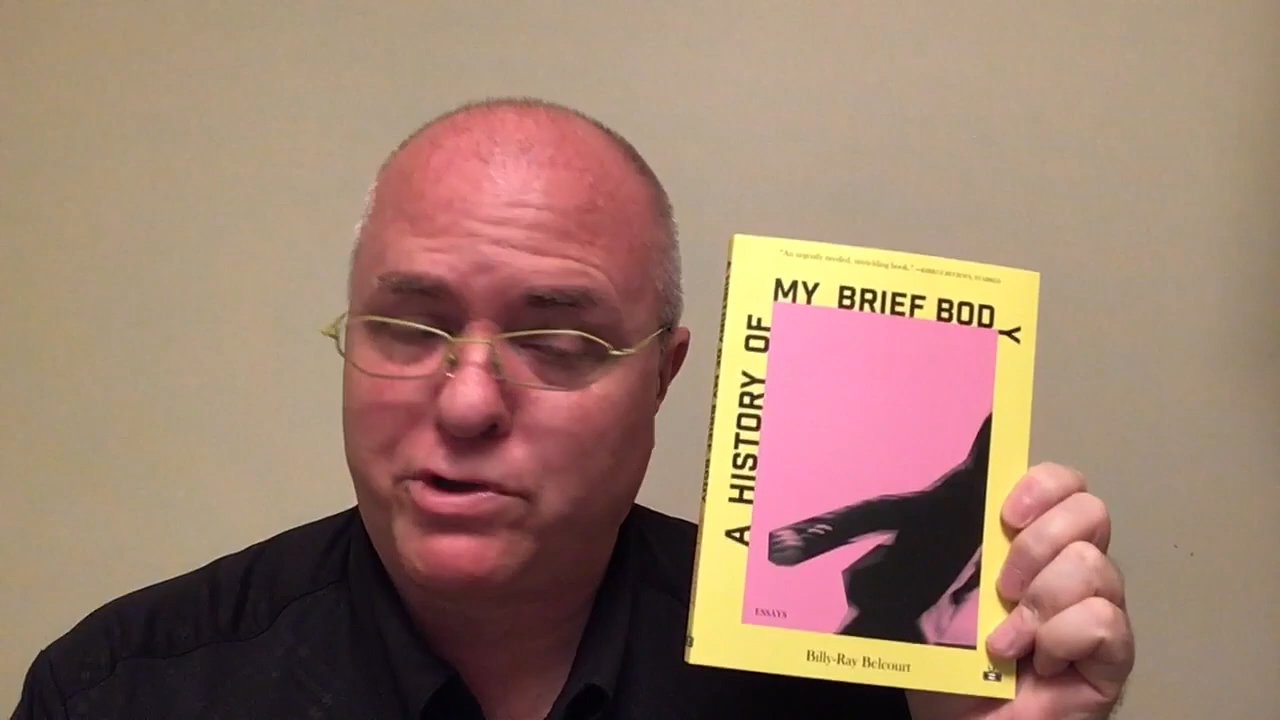 "An urgently needed, unyielding book." —KIRKUS REVIEWS, STARRED
A HISTORY OF
MY BRIEF BODY
ESSAYS
Billy-Ray Belcourt